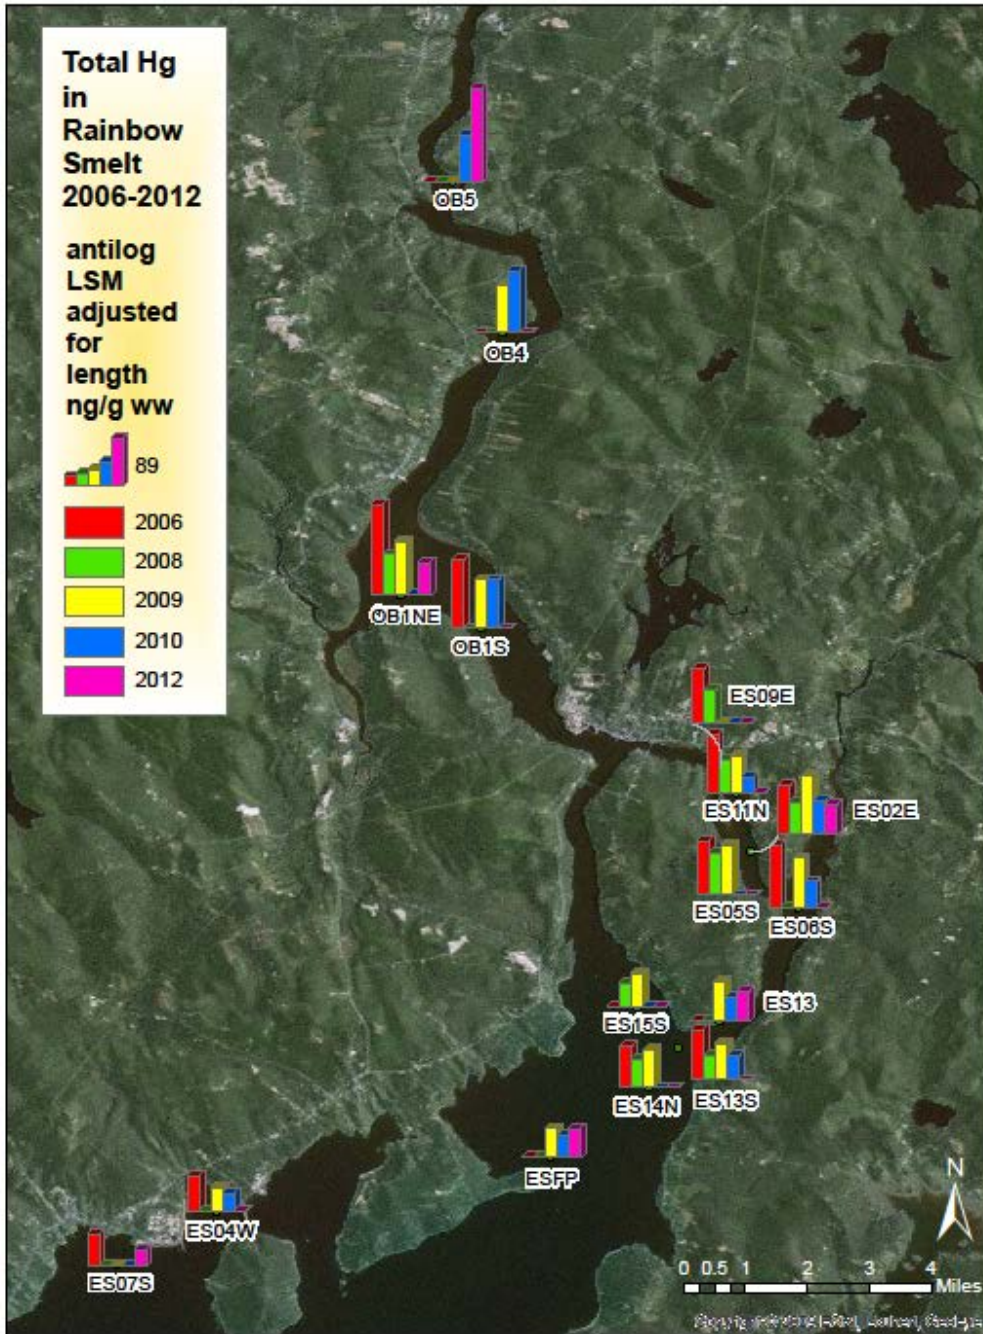 Total Hg
in
Rainbow
Smelt
2006-2012
antilog
LSM
adjusted
for
length
ng/g ww
89
2006
2008
2009
2010
2012
OB5
OB4
OB1NE
OB1S
ES09E
ES11N
ES02E
ES05S
ES06S
ES15S
ES13
ES14N
ES13S
ESFP
ES04W
ES07S
N
0 0.5 1 2 3 4
Miles